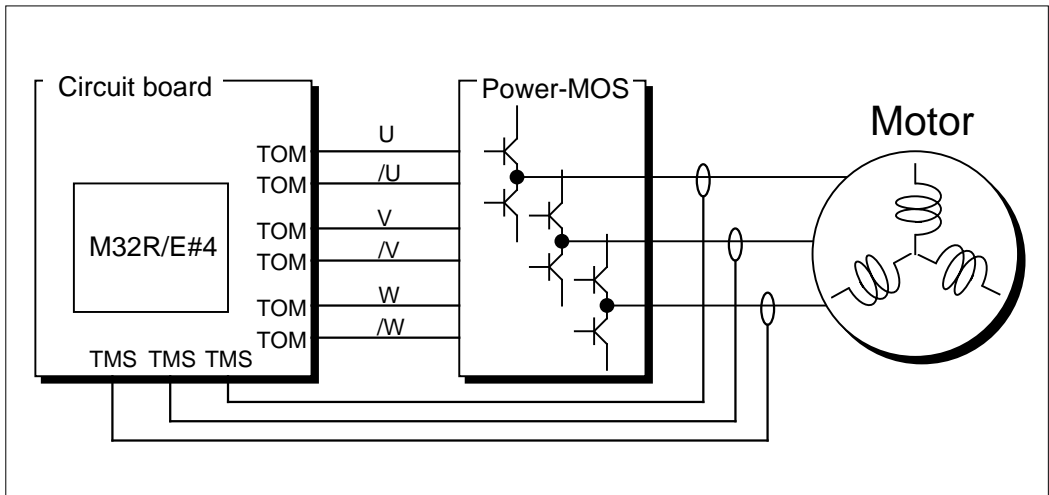 Circuit board
Power-MOS
Motor
U
TOM
/U
TOM
V
TOM
M32R/E#4
/V
TOM
W
TOM
/W
TOM
TMS TMS TMS